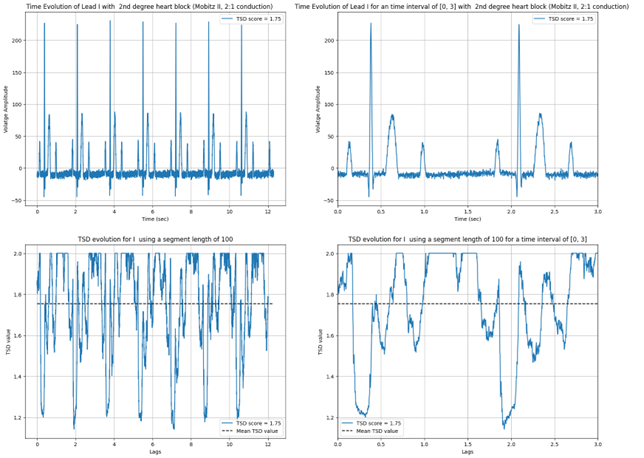 Time Evolution of Lead I with  2nd degree heart block (Mobitz II, 2:1 conduction)
Time Evolution of Lead I for an time interval of [0, 3] with  2nd degree heart block (Mobitz II, 2:1 conduction)
TSD score = 1.75
TSD score = 1.75
200
150
100
50
0
−50
Volatige Amplitude
0 2 4 6 8 10 12
Time (sec)
200
150
100
50
0
−50
Voltatige Amplitude
0.0 0.5 1.0 1.5 2.0 2.5 3.0
Time (sec)
TSD evolution for I  using a segment length of 100
TSD evolution for I  using a segment length of 100 for a time interval of [0, 3]
2.0
1.8
1.6
1.4
1.2
TSD value
TSD score = 1.75
Mean TSD value
0 2 4 6 8 10 12
Lags
2.0
1.8
1.6
1.4
1.2
TSD value
TSD score = 1.75
Mean TSD value
0.0 0.5 1.0 1.5 2.0 2.5 3.0
Lags